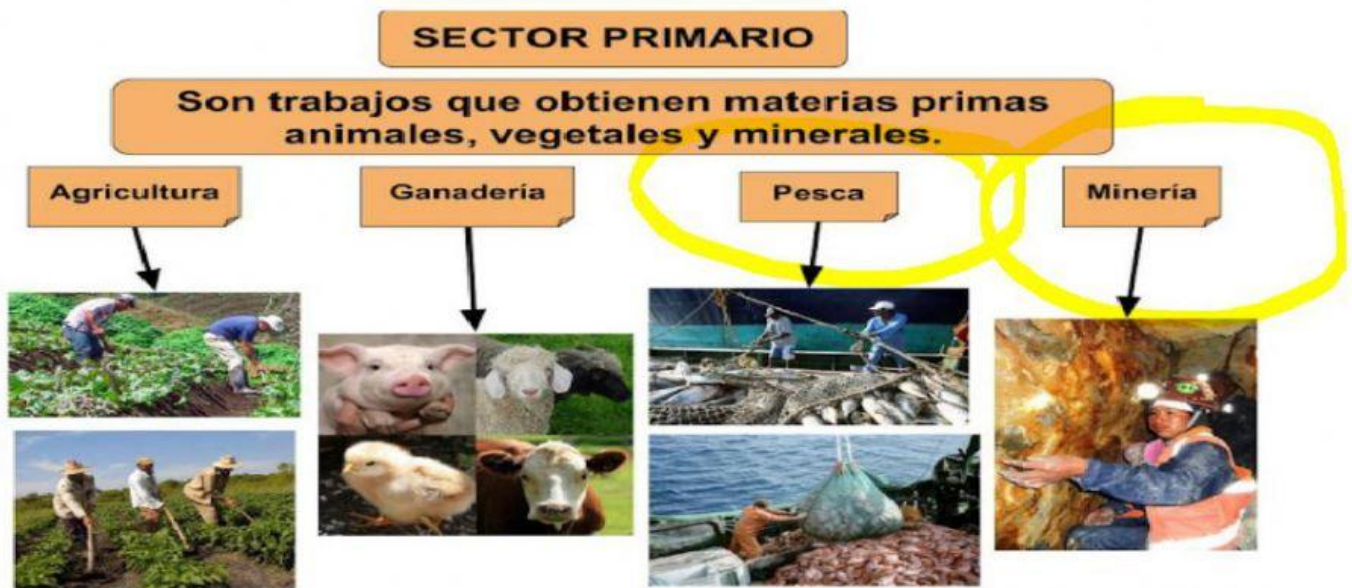 SECTOR PRIMARIO
Son trabajos que obtienen materias primas
animales, vegetales y minerales.
Agricultura
Ganadería
Pesca
Minería